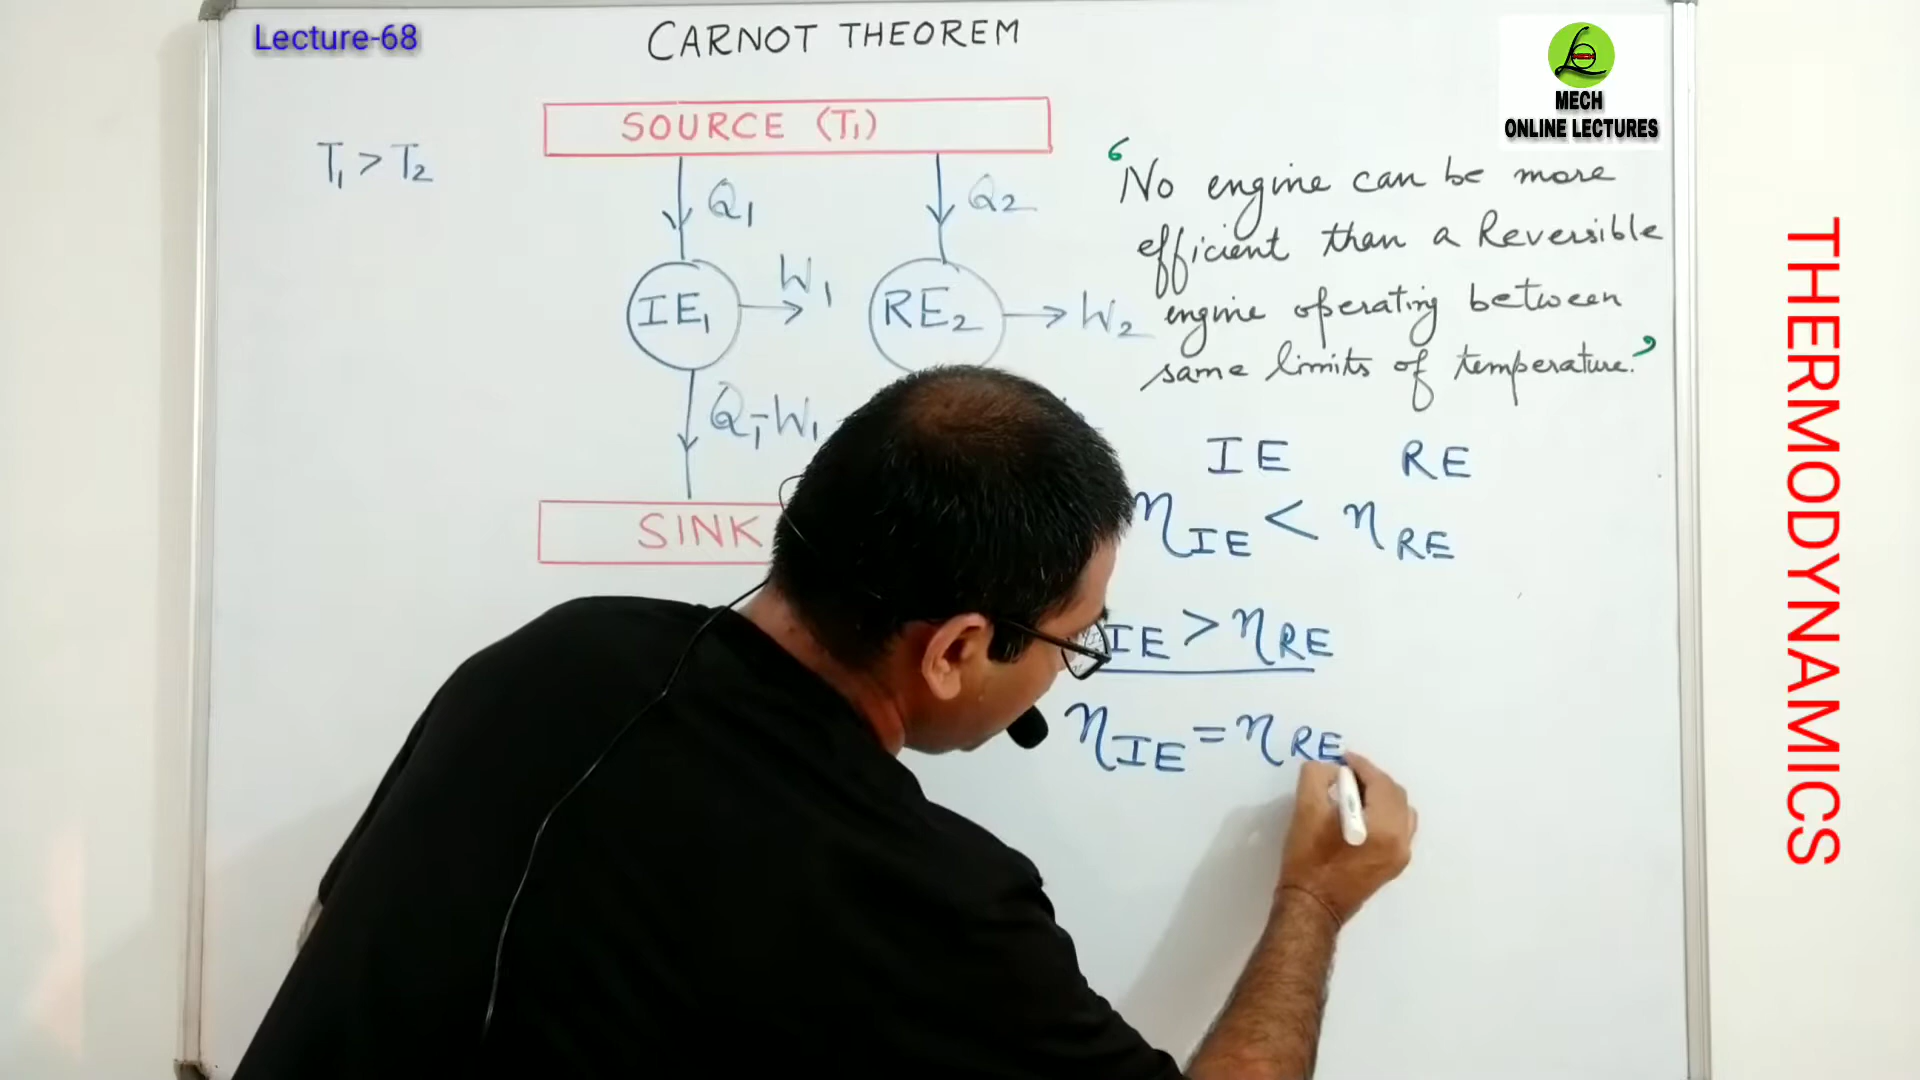 Lecture-68
CARNOT THEOREM
MECH
ONLINE LECTURES
SOURCE (T1)
T1 > T2
Q1
Q2
IE1
W1
RE2
W2
Q1-W1
SINK
‘No engine can be more
efficient than a Reversible
engine operating between
same limits of temperature.’
IE RE
ηIE < ηRE
IE > ηRE
ηIE = ηRE
THERMODYNAMICS